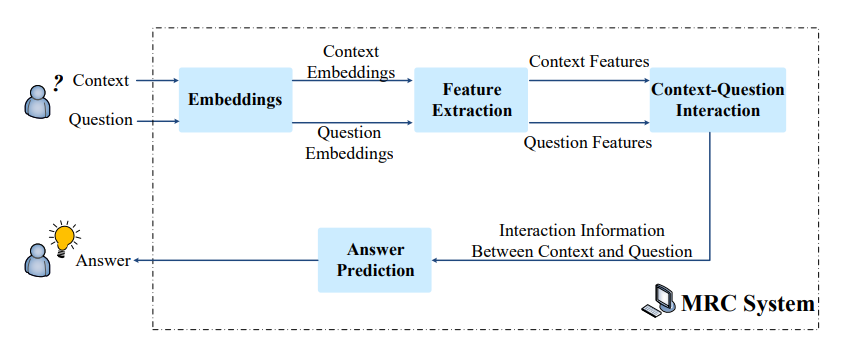 ?
Context
Question
Embeddings
Context
Embeddings
Question
Embeddings
Feature
Extraction
Context Features
Question Features
Context-Question
Interaction
Interaction Information
Between Context and Question
Answer
Prediction
Answer
MRC System